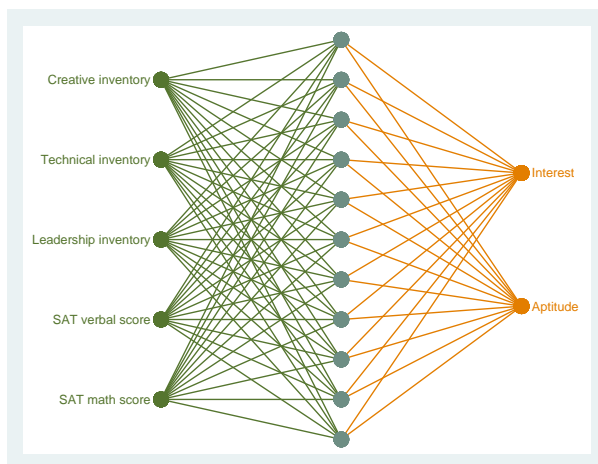 Creative inventory
Technical inventory
Leadership inventory
SAT verbal score
SAT math score
Interest
Aptitude